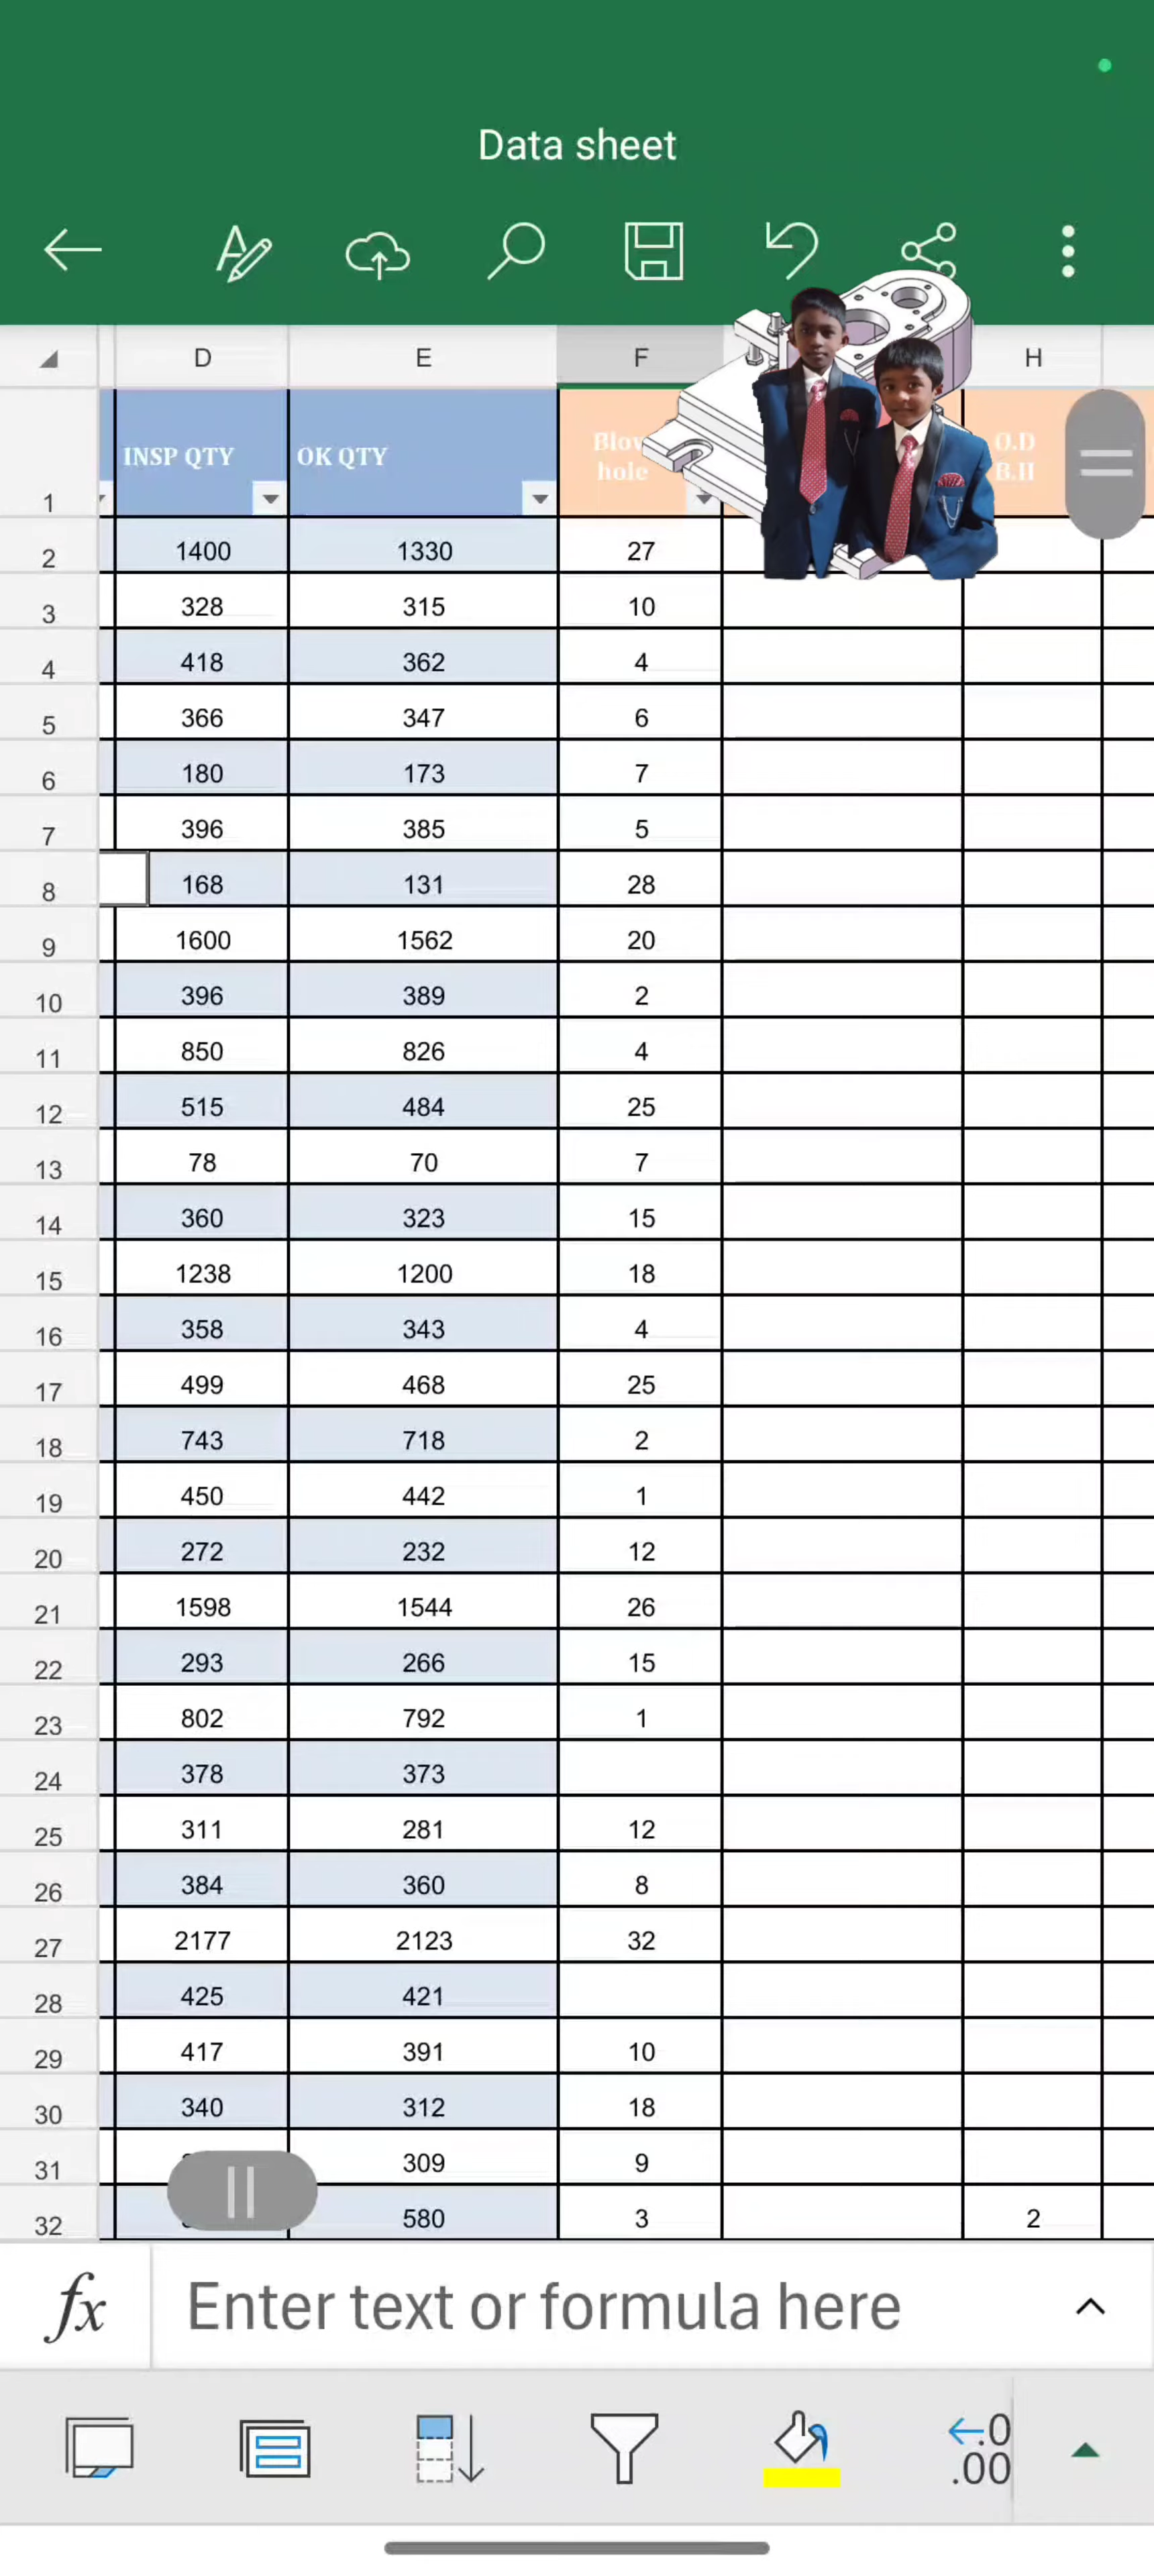 Data sheet
D E F H
1 INSP QTY OK QTY hole O.D B.H
2 1400 1330 27
3 328 315 10
4 418 362 4
5 366 347 6
6 180 173 7
7 396 385 5
8 168 131 28
9 1600 1562 20
10 396 389 2
11 850 826 4
12 515 484 25
13 78 70 7
14 360 323 15
15 1238 1200 18
16 358 343 4
17 499 468 25
18 743 718 2
19 450 442 1
20 272 232 12
21 1598 1544 26
22 293 266 15
23 802 792 1
24 378 373
25 311 281 12
26 384 360 8
27 2177 2123 32
28 425 421
29 417 391 10
30 340 312 18
31 309 9
32 580 3 2
fx Enter text or formula here
←.0
.00